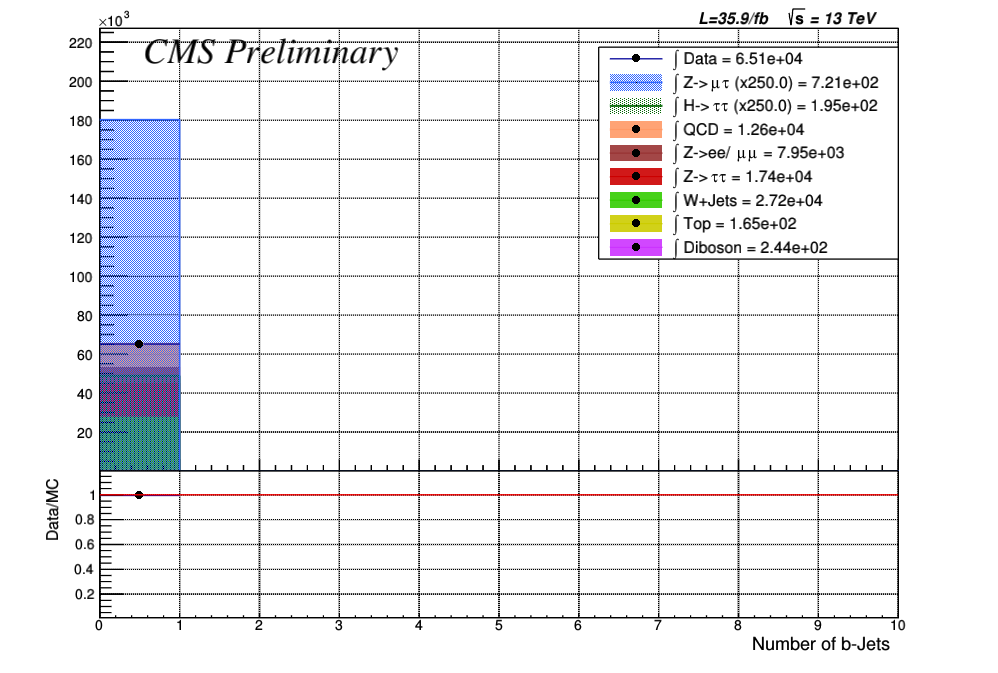 ×10³ L=35.9/fb √s = 13 TeV
CMS Preliminary
220
200
180
160
140
120
100
80
60
40
20
∫ Data = 6.51e+04
∫ Z-> μτ (x250.0) = 7.21e+02
∫ H-> ττ (x250.0) = 1.95e+02
∫ QCD = 1.26e+04
∫ Z->ee/ μμ = 7.95e+03
∫ Z-> ττ = 1.74e+04
∫ W+Jets = 2.72e+04
∫ Top = 1.65e+02
∫ Diboson = 2.44e+02
Data/MC
1
0.8
0.6
0.4
0.2
0 1 2 3 4 5 6 7 8 9 10
Number of b-Jets